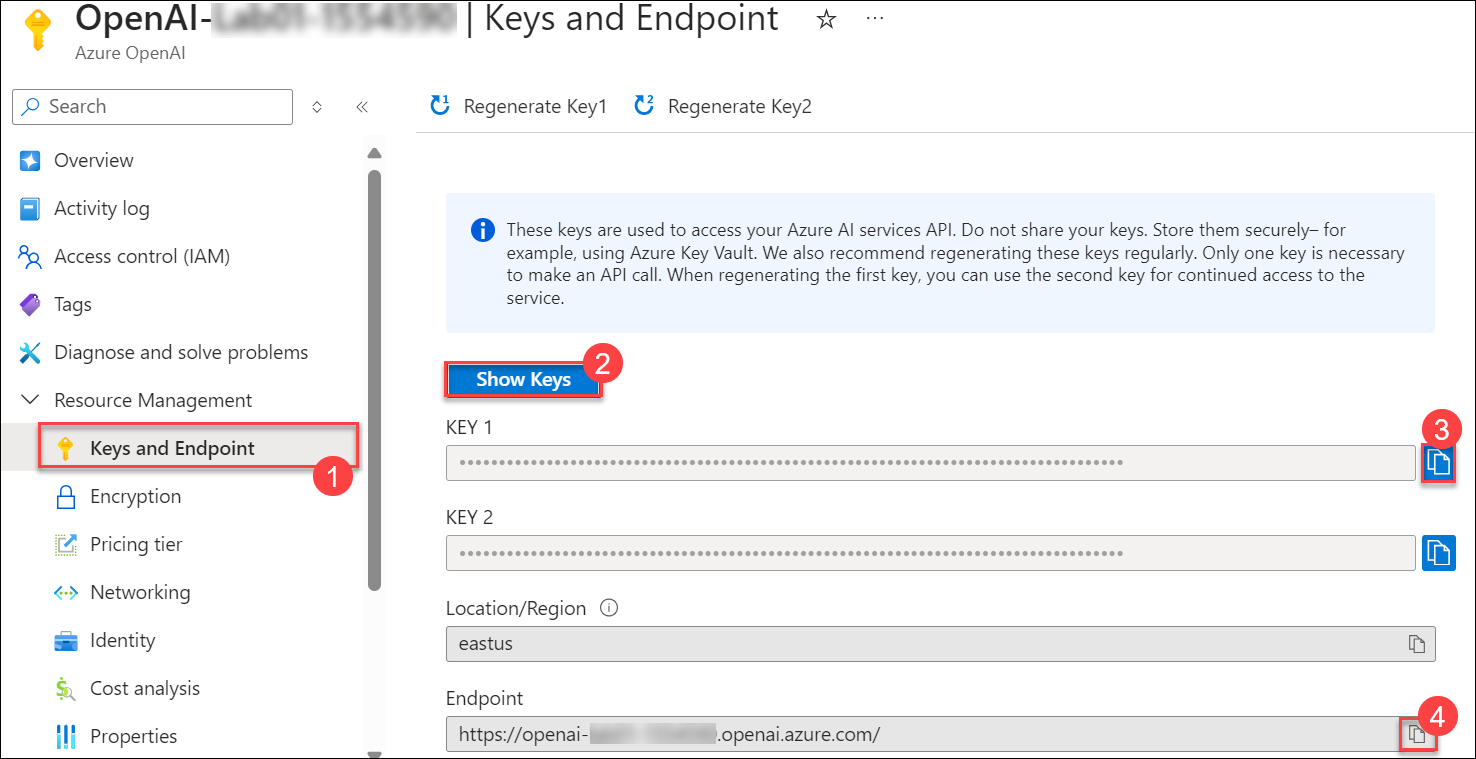 OpenAI- | Keys and Endpoint ☆ ...
Azure OpenAI
Search
Regenerate Key1 Regenerate Key2
Overview
Activity log
Access control (IAM)
Tags
Diagnose and solve problems
Resource Management
Keys and Endpoint
1
Encryption
Pricing tier
Networking
Identity
Cost analysis
Properties
These keys are used to access your Azure AI services API. Do not share your keys. Store them securely– for
example, using Azure Key Vault. We also recommend regenerating these keys regularly. Only one key is necessary
to make an API call. When regenerating the first key, you can use the second key for continued access to the
service.
Show Keys
2
KEY 1
3
KEY 2
Location/Region
eastus
Endpoint
https://openai- .openai.azure.com/
4